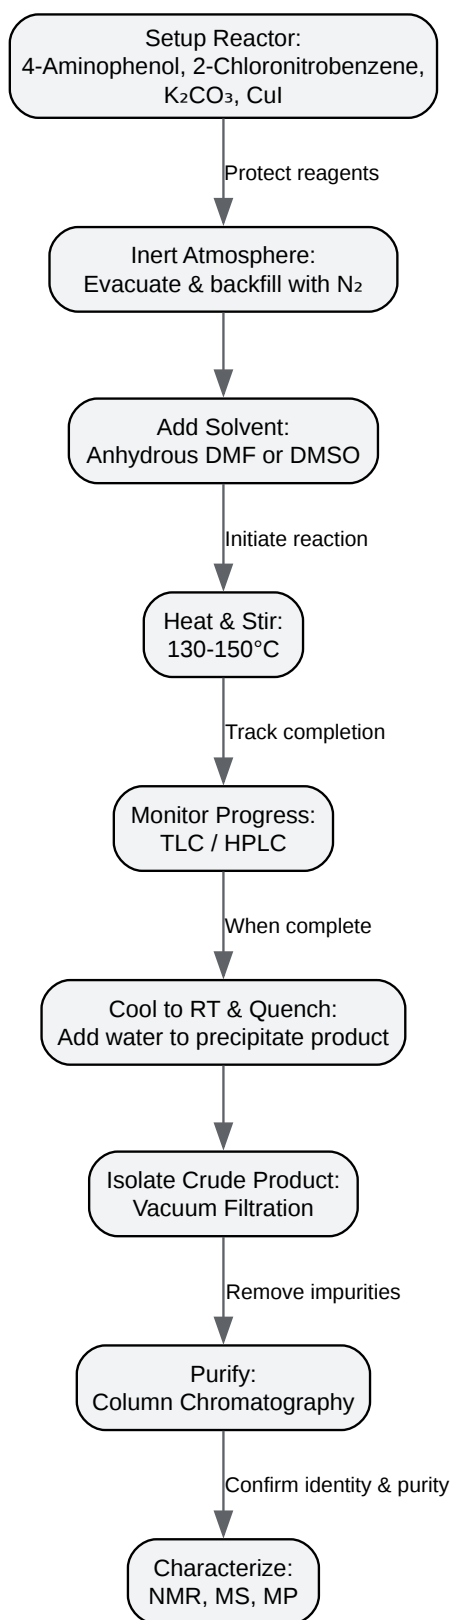 Setup Reactor:
4-Aminophenol, 2-Chloronitrobenzene,
K₂CO₃, CuI
Protect reagents
Inert Atmosphere:
Evacuate & backfill with N₂
Add Solvent:
Anhydrous DMF or DMSO
Initiate reaction
Heat & Stir:
130-150°C
Track completion
Monitor Progress:
TLC / HPLC
When complete
Cool to RT & Quench:
Add water to precipitate product
Isolate Crude Product:
Vacuum Filtration
Remove impurities
Purify:
Column Chromatography
Confirm identity & purity
Characterize:
NMR, MS, MP